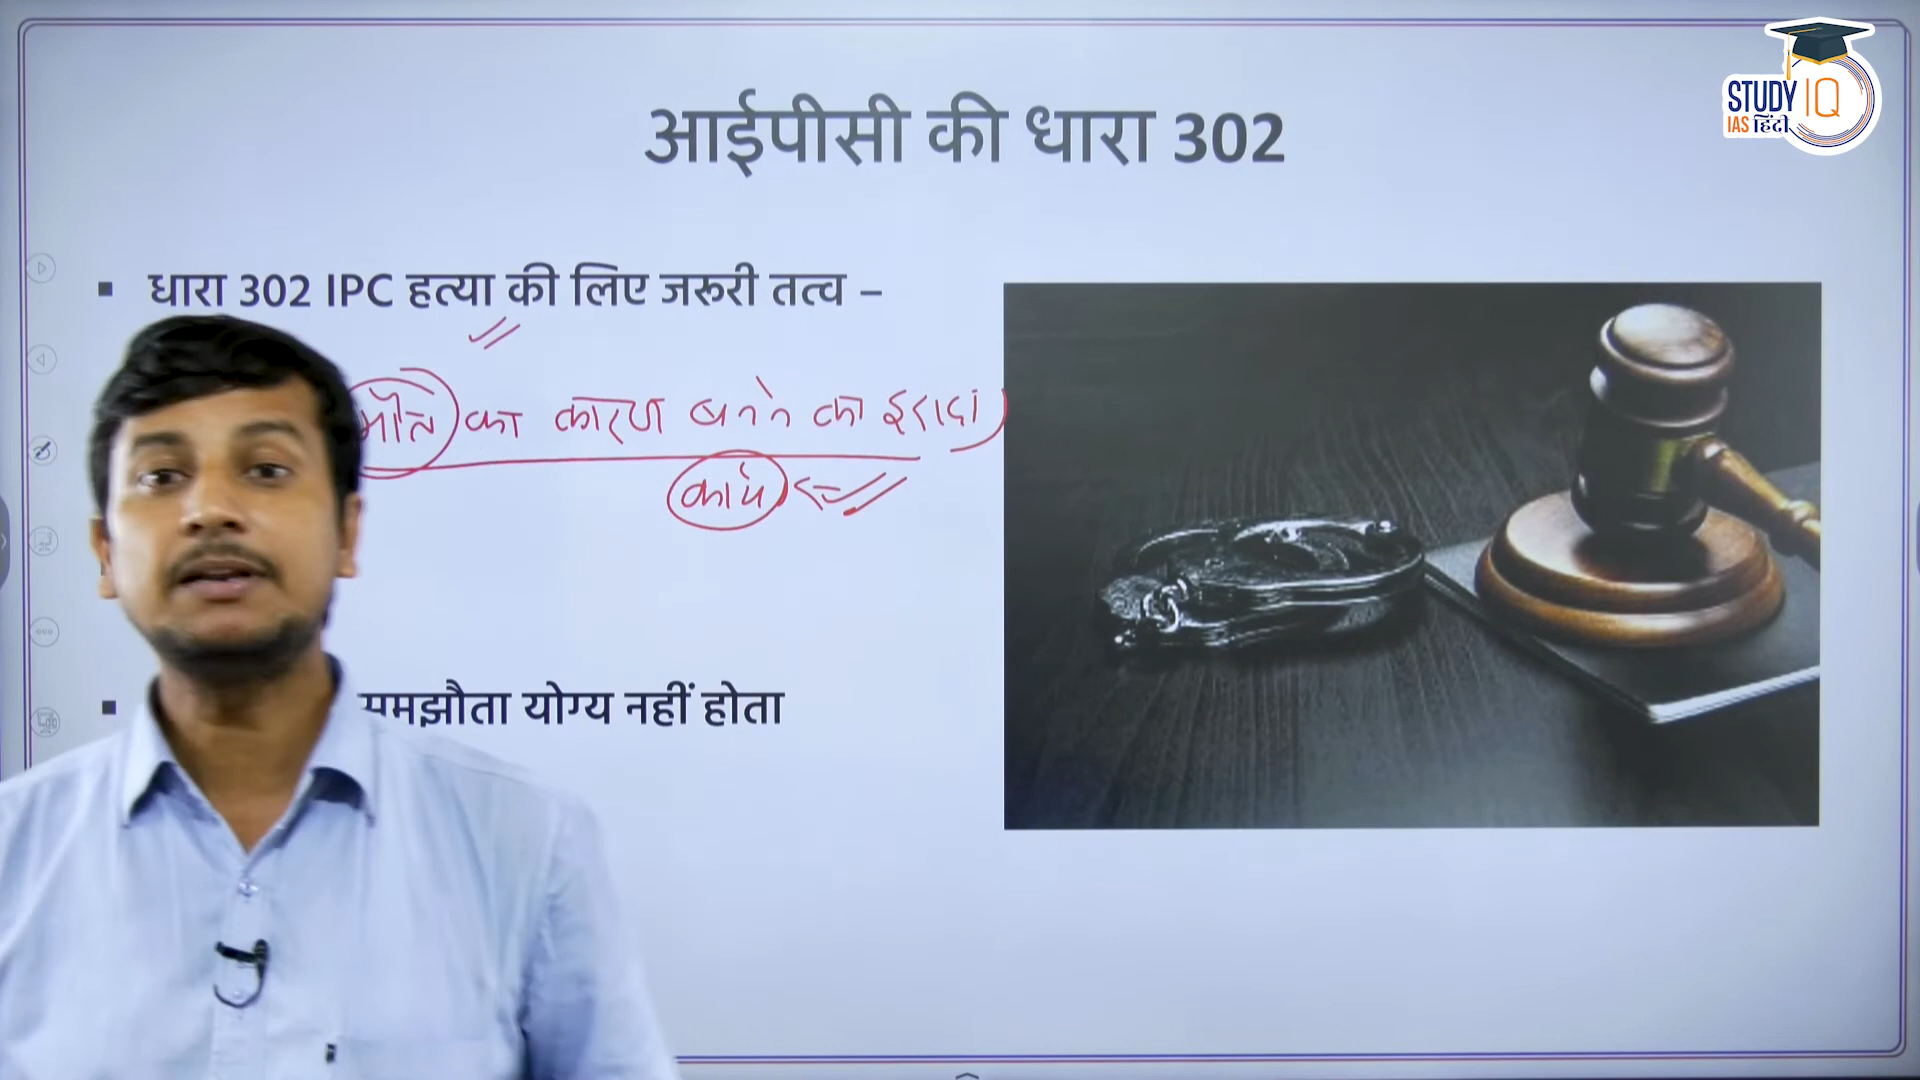 STUDY IQ
IAS हिंदी
आईपीसी की धारा 302
▪ धारा 302 IPC हत्या की लिए जरूरी तत्व –
मौत का कारण बनने का इरादा
कार्य
▪ समझौता योग्य नहीं होता